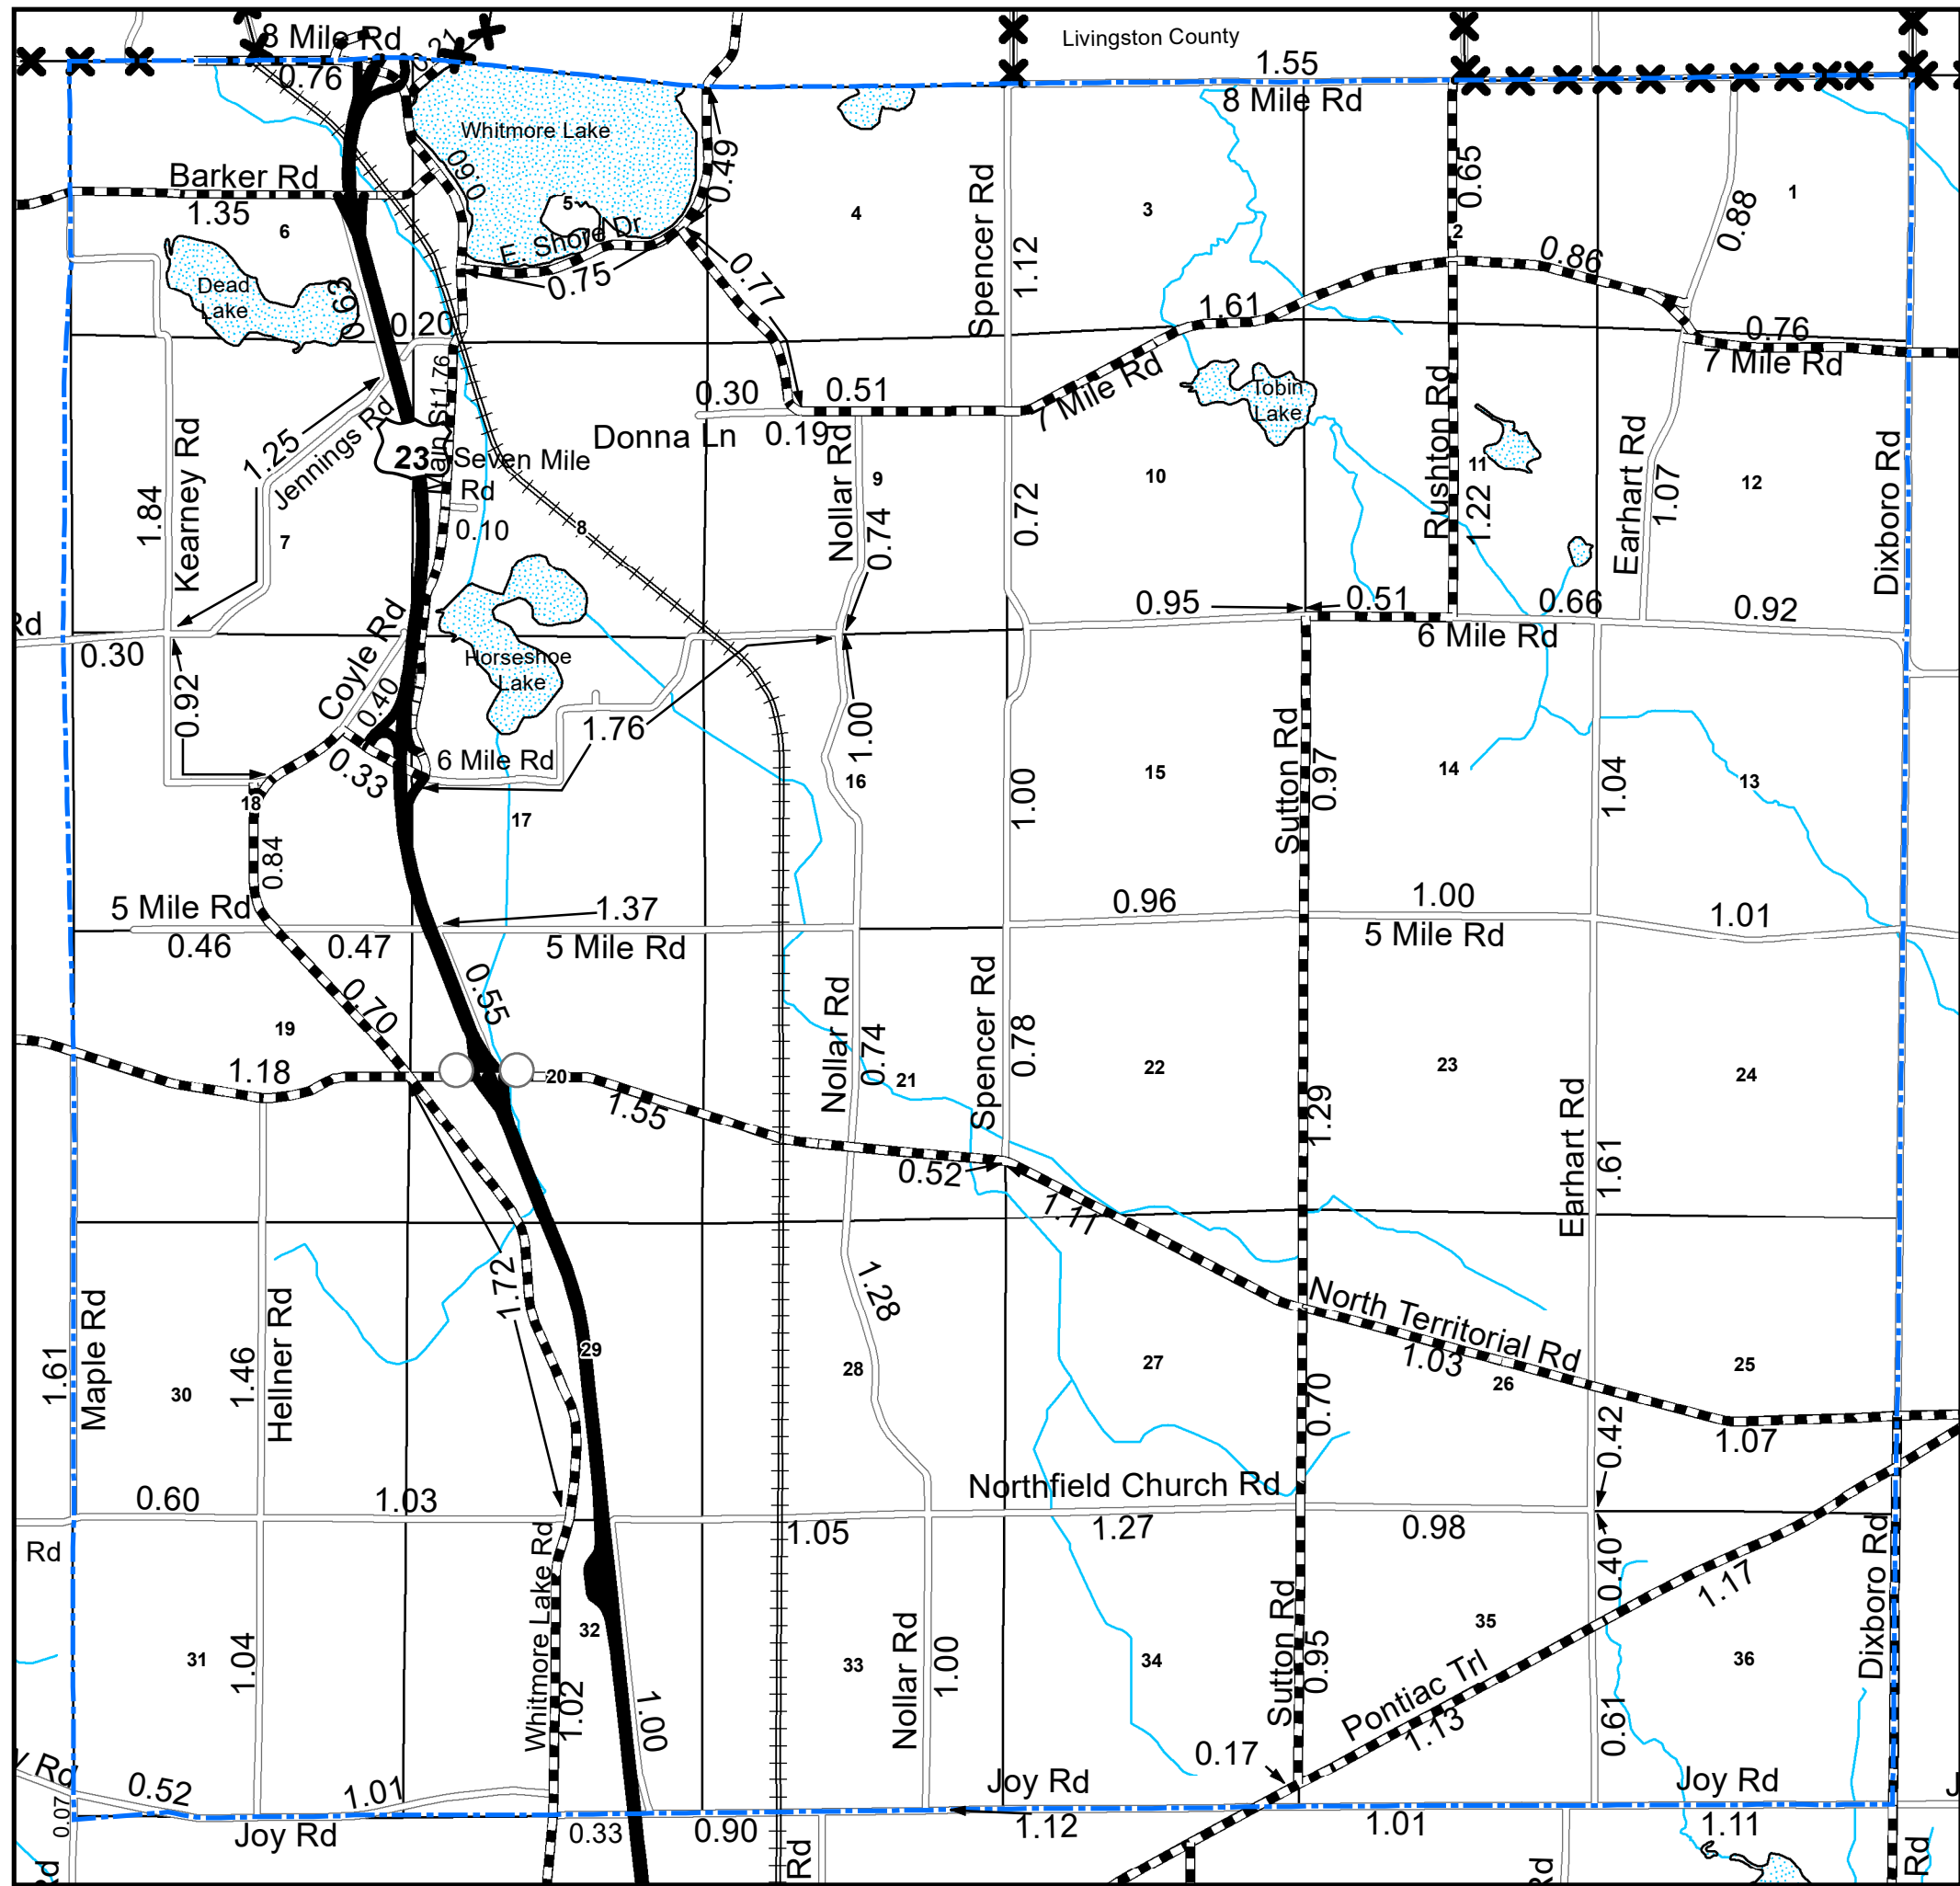 Livingston County
8 Mile Rd
0.21
0.76
1.55
8 Mile Rd
Whitmore Lake
0.60
0.49
0.65
Barker Rd
1.35
6
5
4
3
2
1
0.88
Spencer Rd
1.12
E. Shore Dr
0.75
0.77
0.86
Dead
Lake
0.63
0.20
1.61
0.76
7 Mile Rd
7 Mile Rd
Main St
1.76
0.30
0.51
Donna Ln
0.19
Tobin
Lake
Rushton Rd
1.25
Jennings Rd
23
Seven Mile
Rd
0.10
Kearney Rd
1.84
7
8
Nollar Rd
9
0.74
0.72
10
11
1.22
Earhart Rd
1.07
12
Dixboro Rd
Rd
0.30
0.92
Coyle Rd
0.40
0.33
Horseshoe
Lake
6 Mile Rd
1.76
1.00
0.95
0.51
0.66
0.92
6 Mile Rd
18
17
16
15
14
13
1.00
Sutton Rd
0.97
1.04
0.84
5 Mile Rd
0.46
0.47
1.37
5 Mile Rd
0.96
1.00
5 Mile Rd
1.01
0.55
0.70
19
1.18
20
1.55
Nollar Rd
0.74
21
Spencer Rd
0.78
22
1.29
23
24
Earhart Rd
1.61
0.52
1.11
North Territorial Rd
1.03
1.07
1.72
1.28
1.61
Maple Rd
30
1.46
Hellner Rd
29
28
27
0.70
26
25
0.42
0.60
1.03
Northfield Church Rd
1.05
1.27
0.98
Rd
0.40
1.17
31
1.04
Whitmore Lake Rd
1.02
32
1.00
33
Nollar Rd
1.00
34
Sutton Rd
0.95
35
Pontiac Trl
1.13
0.61
36
Dixboro Rd
y Rd
0.52
1.01
0.07
Joy Rd
0.33
0.90
0.17
Joy Rd
1.12
1.01
Joy Rd
1.11
J
Rd
Rd
Rd
Rd